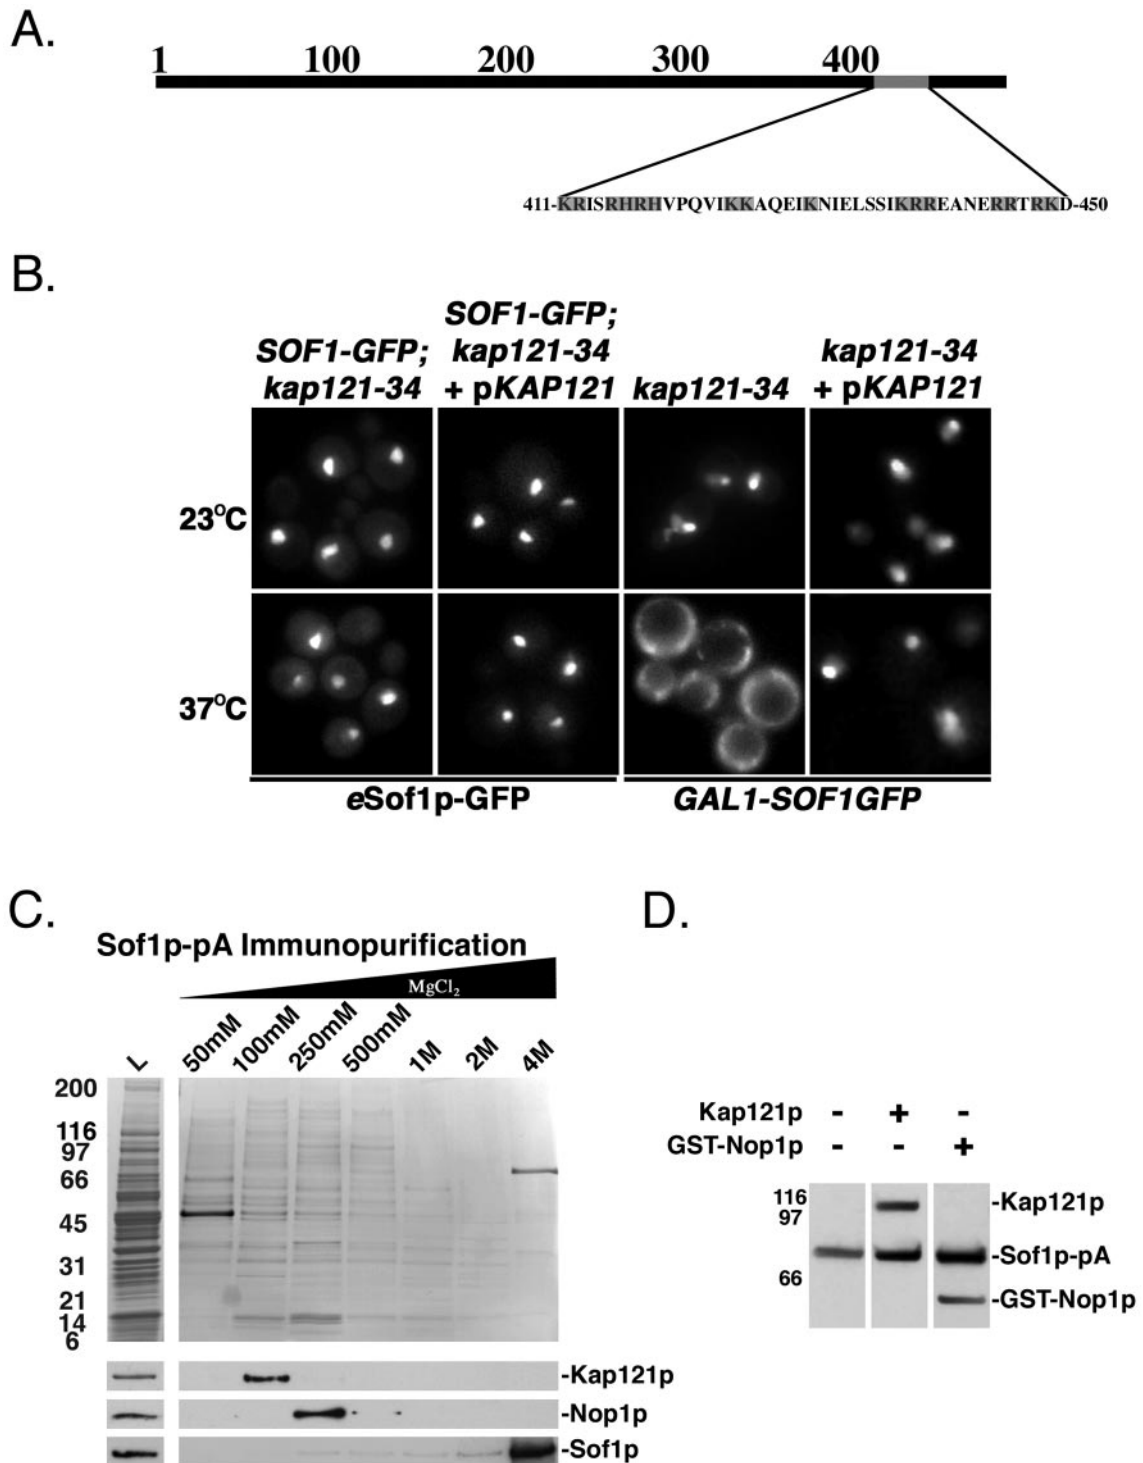 A.
1 100 200 300 400
411-KRISRHRHVPQVIKKAQEIKNIELSSIKRREANERRTRKD-450
B.
SOF1-GFP; kap121-34
SOF1-GFP; kap121-34 + pKAP121
kap121-34
kap121-34 + pKAP121
23°C
37°C
eSof1p-GFP
GAL1-SOF1GFP
C.
Sof1p-pA Immunopurification
MgCl₂
L 50mM 100mM 250mM 500mM 1M 2M 4M
200
116
97
66
45
31
21
14
6
-Kap121p
-Nop1p
-Sof1p
D.
Kap121p - + -
GST-Nop1p - - +
116
97
66
-Kap121p
-Sof1p-pA
-GST-Nop1p